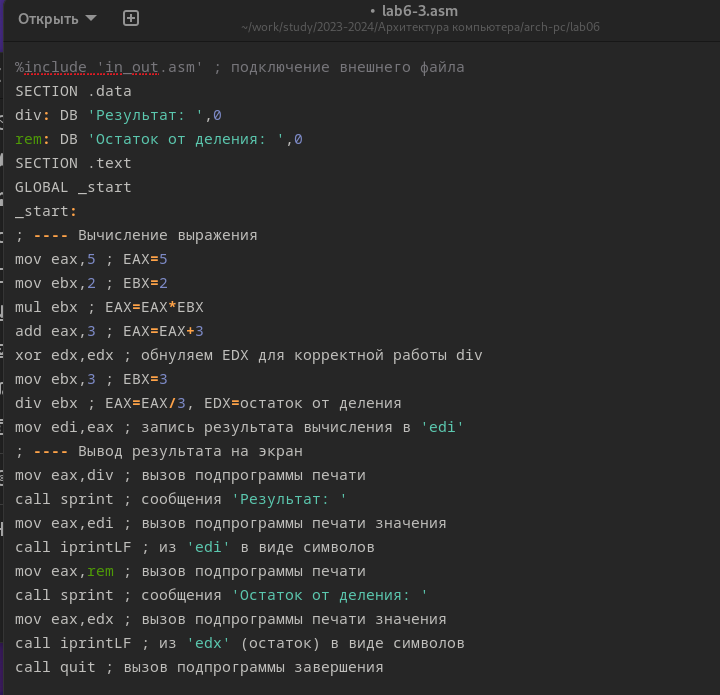 Открыть
• lab6-3.asm
~/work/study/2023-2024/Архитектура компьютера/arch-pc/lab06
%include 'in_out.asm' ; подключение внешнего файла
SECTION .data
div: DB 'Результат: ',0
rem: DB 'Остаток от деления: ',0
SECTION .text
GLOBAL _start
_start:
; ---- Вычисление выражения
mov eax,5 ; EAX=5
mov ebx,2 ; EBX=2
mul ebx ; EAX=EAX*EBX
add eax,3 ; EAX=EAX+3
xor edx,edx ; обнуляем EDX для корректной работы div
mov ebx,3 ; EBX=3
div ebx ; EAX=EAX/3, EDX=остаток от деления
mov edi,eax ; запись результата вычисления в 'edi'
; ---- Вывод результата на экран
mov eax,div ; вызов подпрограммы печати
call sprint ; сообщения 'Результат: '
mov eax,edi ; вызов подпрограммы печати значения
call iprintLF ; из 'edi' в виде символов
mov eax,rem ; вызов подпрограммы печати
call sprint ; сообщения 'Остаток от деления: '
mov eax,edx ; вызов подпрограммы печати значения
call iprintLF ; из 'edx' (остаток) в виде символов
call quit ; вызов подпрограммы завершения